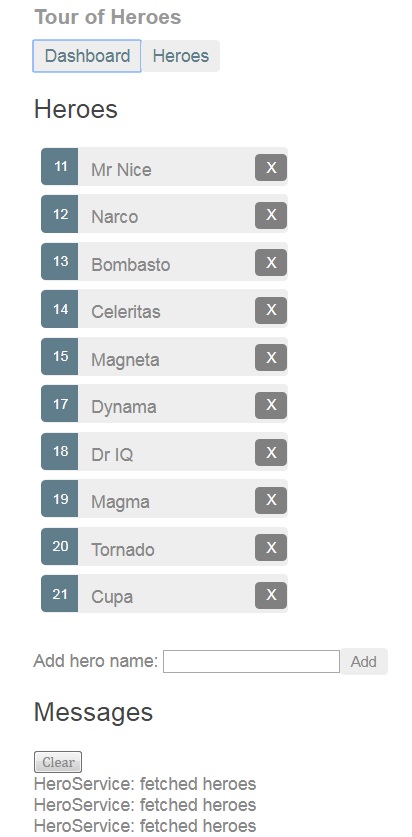 Tour of Heroes
Dashboard Heroes
Heroes
11 Mr Nice X
12 Narco X
13 Bombasto X
14 Celeritas X
15 Magneta X
17 Dynama X
18 Dr IQ X
19 Magma X
20 Tornado X
21 Cupa X
Add hero name: Add
Messages
Clear
HeroService: fetched heroes
HeroService: fetched heroes
HeroService: fetched heroes